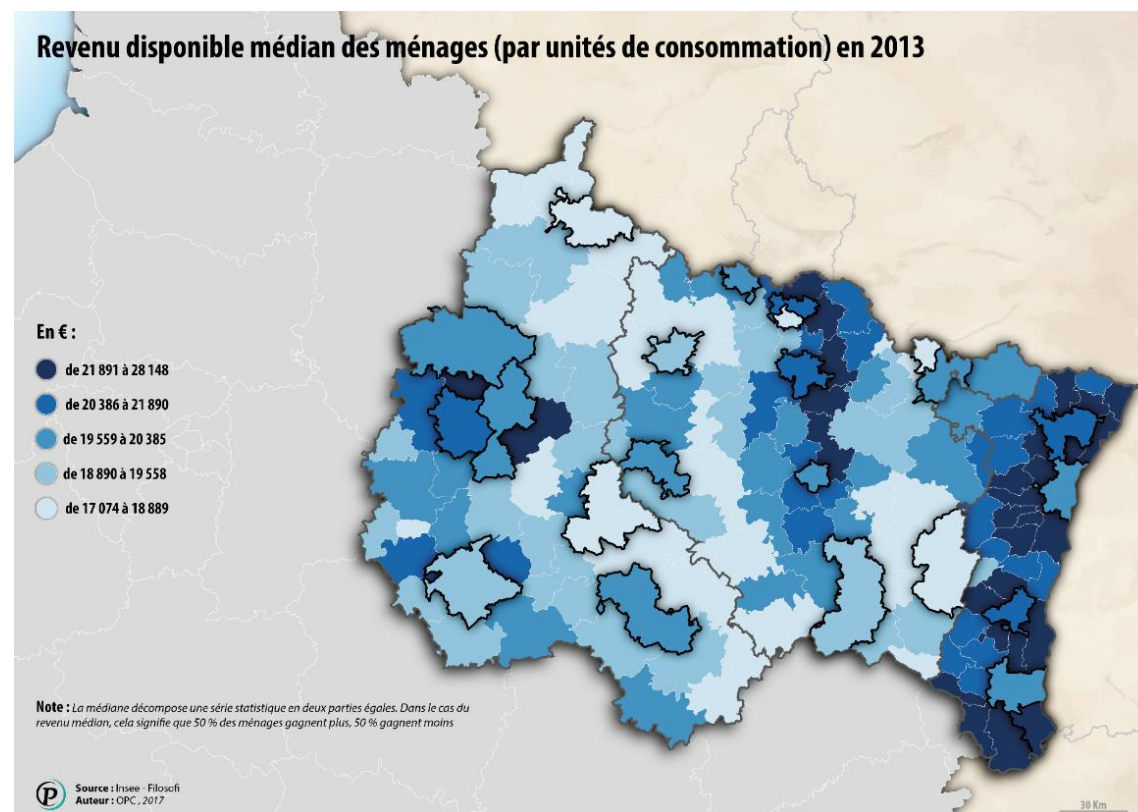 Revenu disponible médian des ménages (par unités de consommation) en 2013
En € :
de 21 891 à 28 148
de 20 386 à 21 890
de 19 559 à 20 385
de 18 890 à 19 558
de 17 074 à 18 889
Note : La médiane décompose une série statistique en deux parties égales. Dans le cas du
revenu médian, cela signifie que 50 % des ménages gagnent plus, 50 % gagnent moins
P
Source : Insee - Filosofi
Auteur : OPC , 2017
30 Km